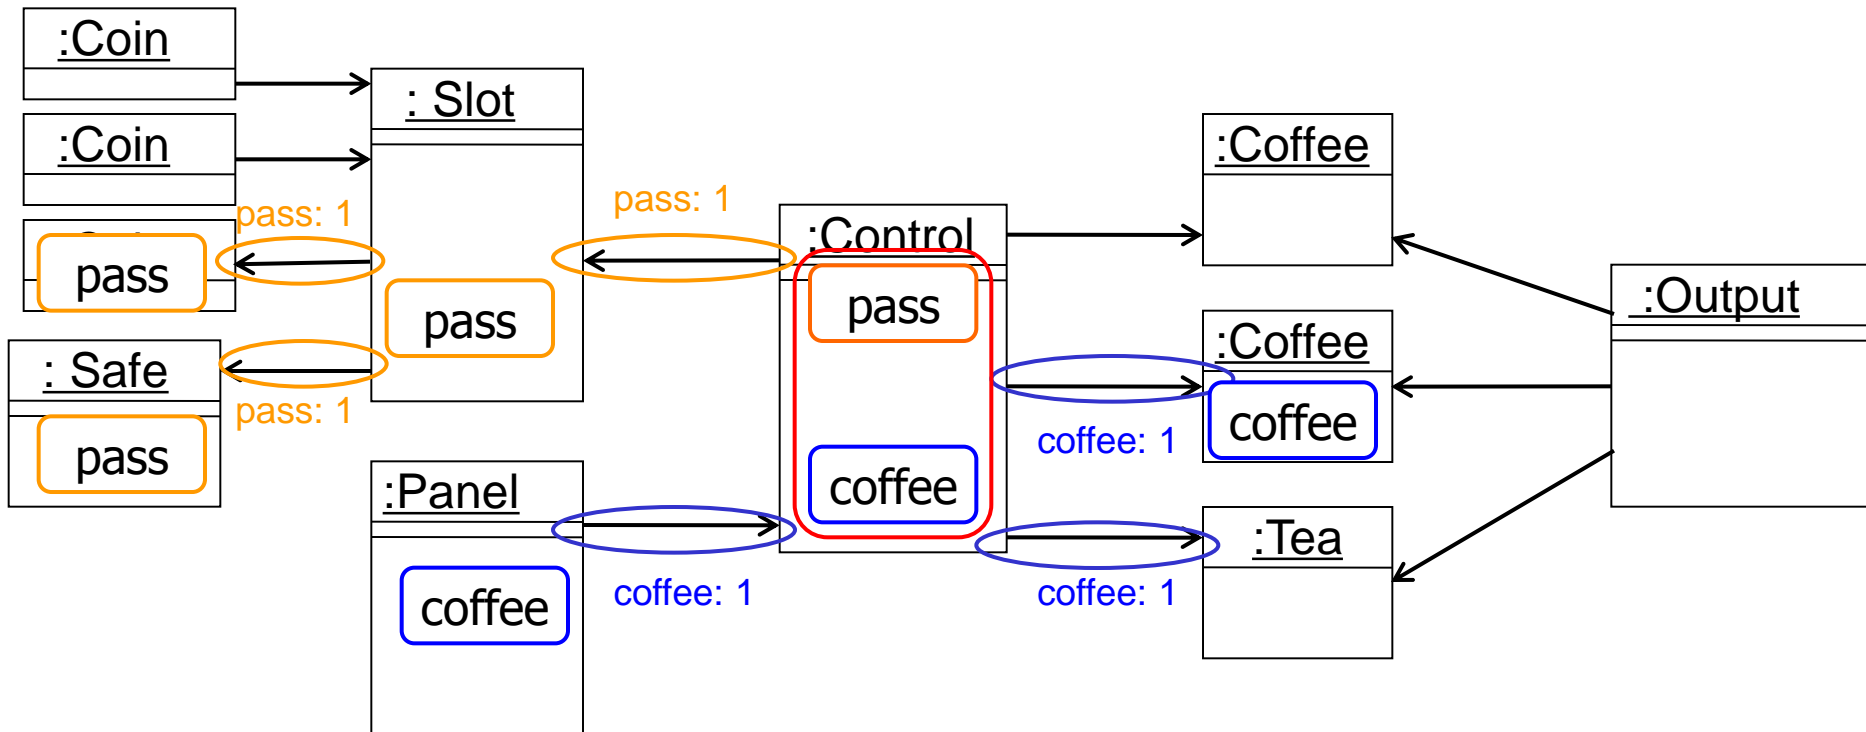 :Coin
: Slot
:Coin
:Coffee
pass: 1
pass: 1
:Control
pass
pass
pass
:Output
: Safe
:Coffee
pass: 1
pass
coffee
coffee: 1
:Panel
coffee
:Tea
coffee
coffee: 1
coffee: 1